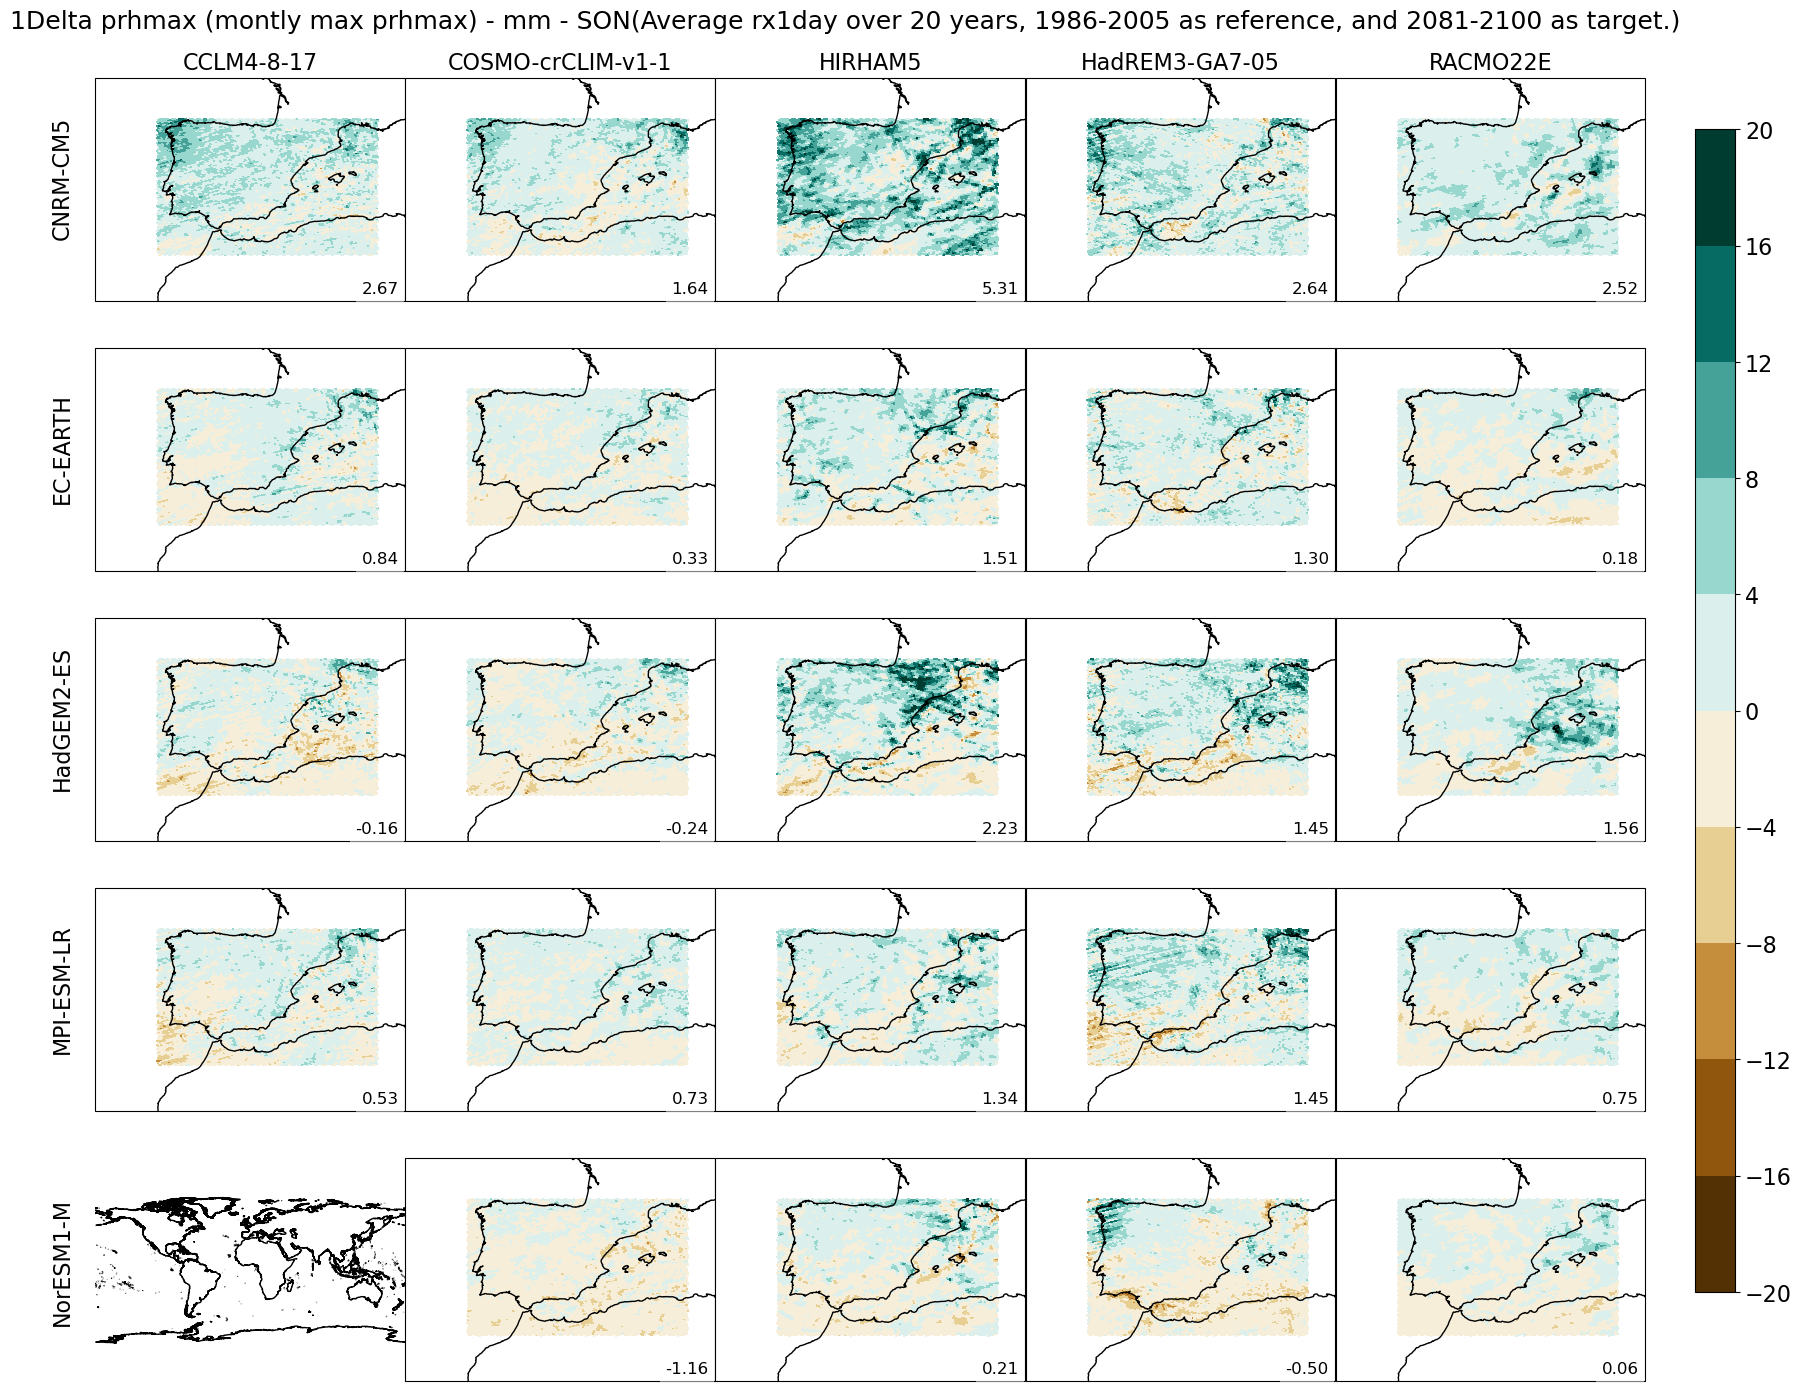 1Delta prhmax (montly max prhmax) - mm - SON(Average rx1day over 20 years, 1986-2005 as reference, and 2081-2100 as target.)
CCLM4-8-17 COSMO-crCLIM-v1-1 HIRHAM5 HadREM3-GA7-05 RACMO22E
CNRM-CM5
2.67 1.64 5.31 2.64 2.52
EC-EARTH
0.84 0.33 1.51 1.30 0.18
HadGEM2-ES
-0.16 -0.24 2.23 1.45 1.56
MPI-ESM-LR
0.53 0.73 1.34 1.45 0.75
NorESM1-M
-1.16 0.21 -0.50 0.06
20
16
12
8
4
0
−4
−8
−12
−16
−20